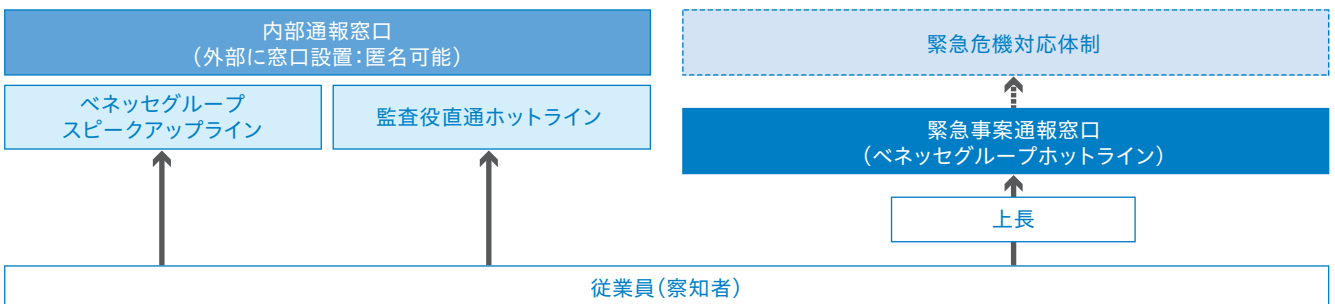 内部通報窓口
（外部に窓口設置：匿名可能）
ベネッセグループ
スピークアップライン
監査役直通ホットライン
緊急危機対応体制
緊急事案通報窓口
（ベネッセグループホットライン）
上長
従業員（察知者）